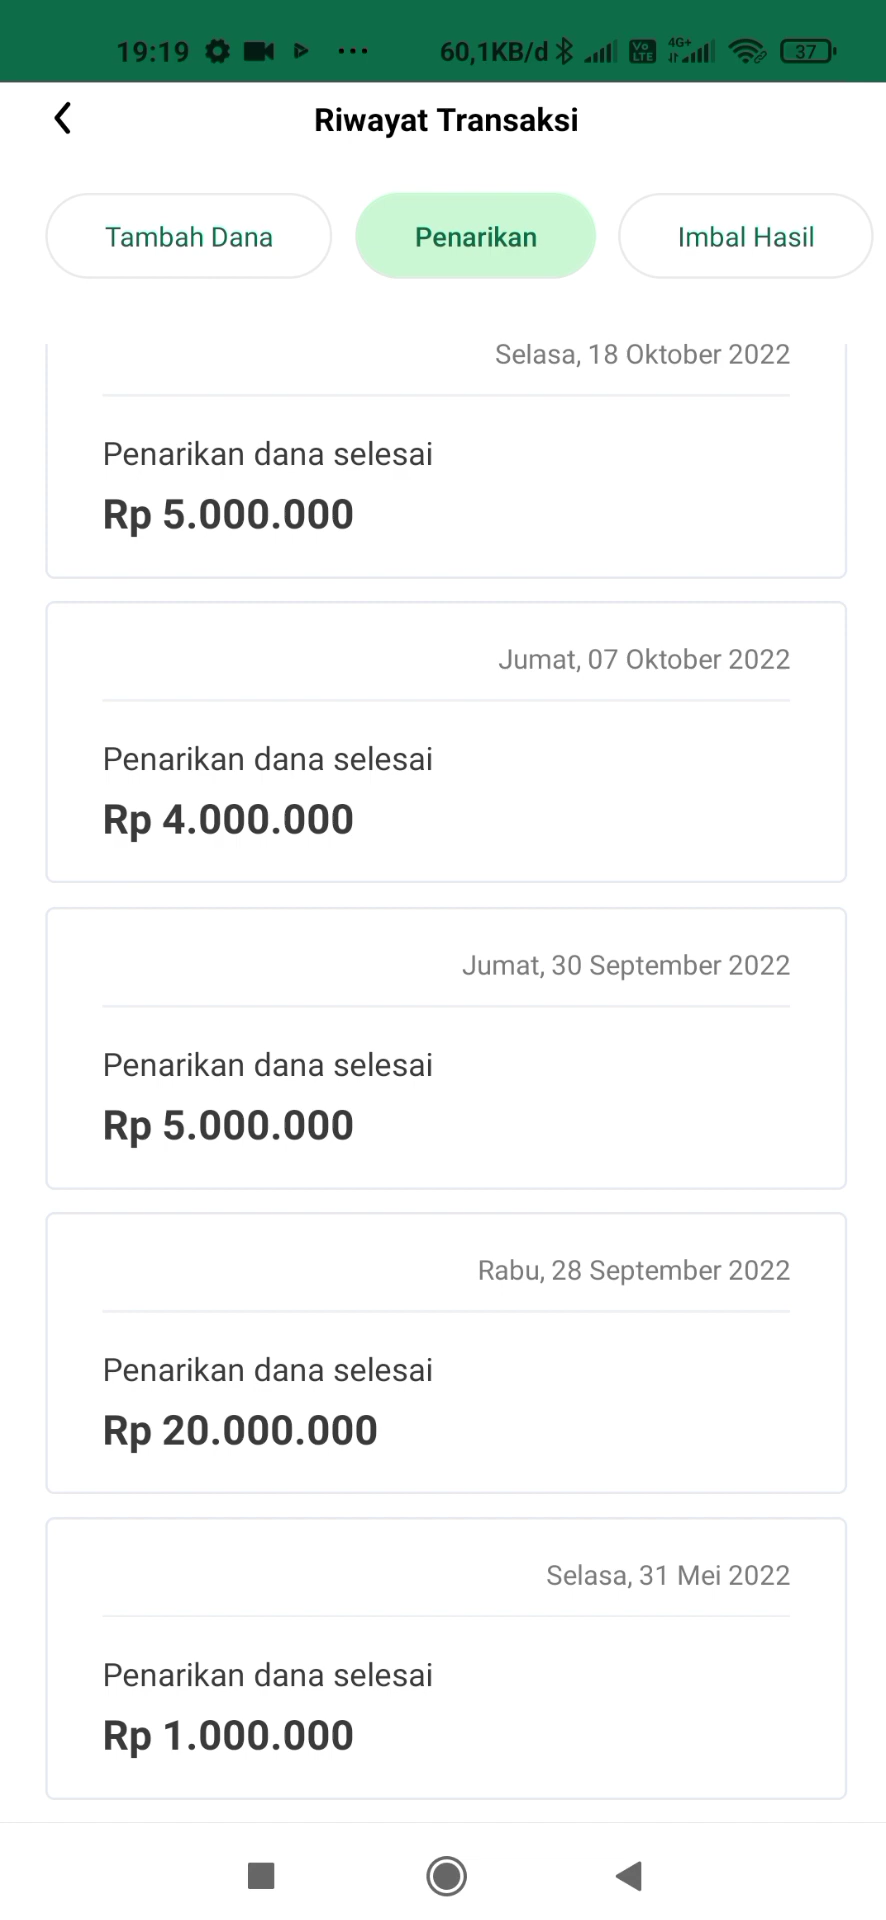 19:19 60,1KB/d Vo LTE 4G+ 37
Riwayat Transaksi
Tambah Dana Penarikan Imbal Hasil
Selasa, 18 Oktober 2022
Penarikan dana selesai
Rp 5.000.000
Jumat, 07 Oktober 2022
Penarikan dana selesai
Rp 4.000.000
Jumat, 30 September 2022
Penarikan dana selesai
Rp 5.000.000
Rabu, 28 September 2022
Penarikan dana selesai
Rp 20.000.000
Selasa, 31 Mei 2022
Penarikan dana selesai
Rp 1.000.000